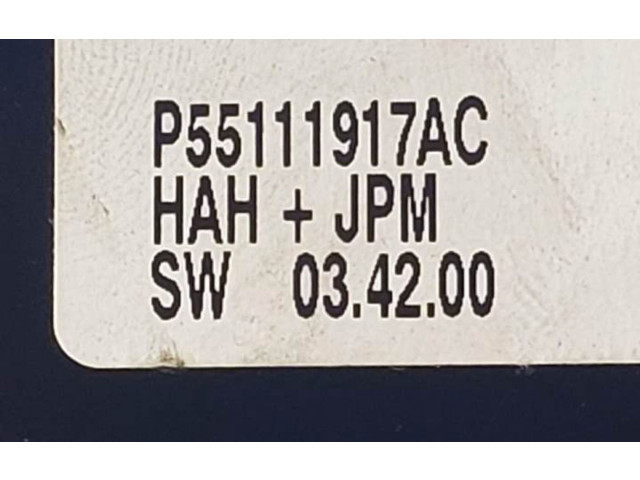 P55111917AC
HAH + JPM
SW 03.42.00